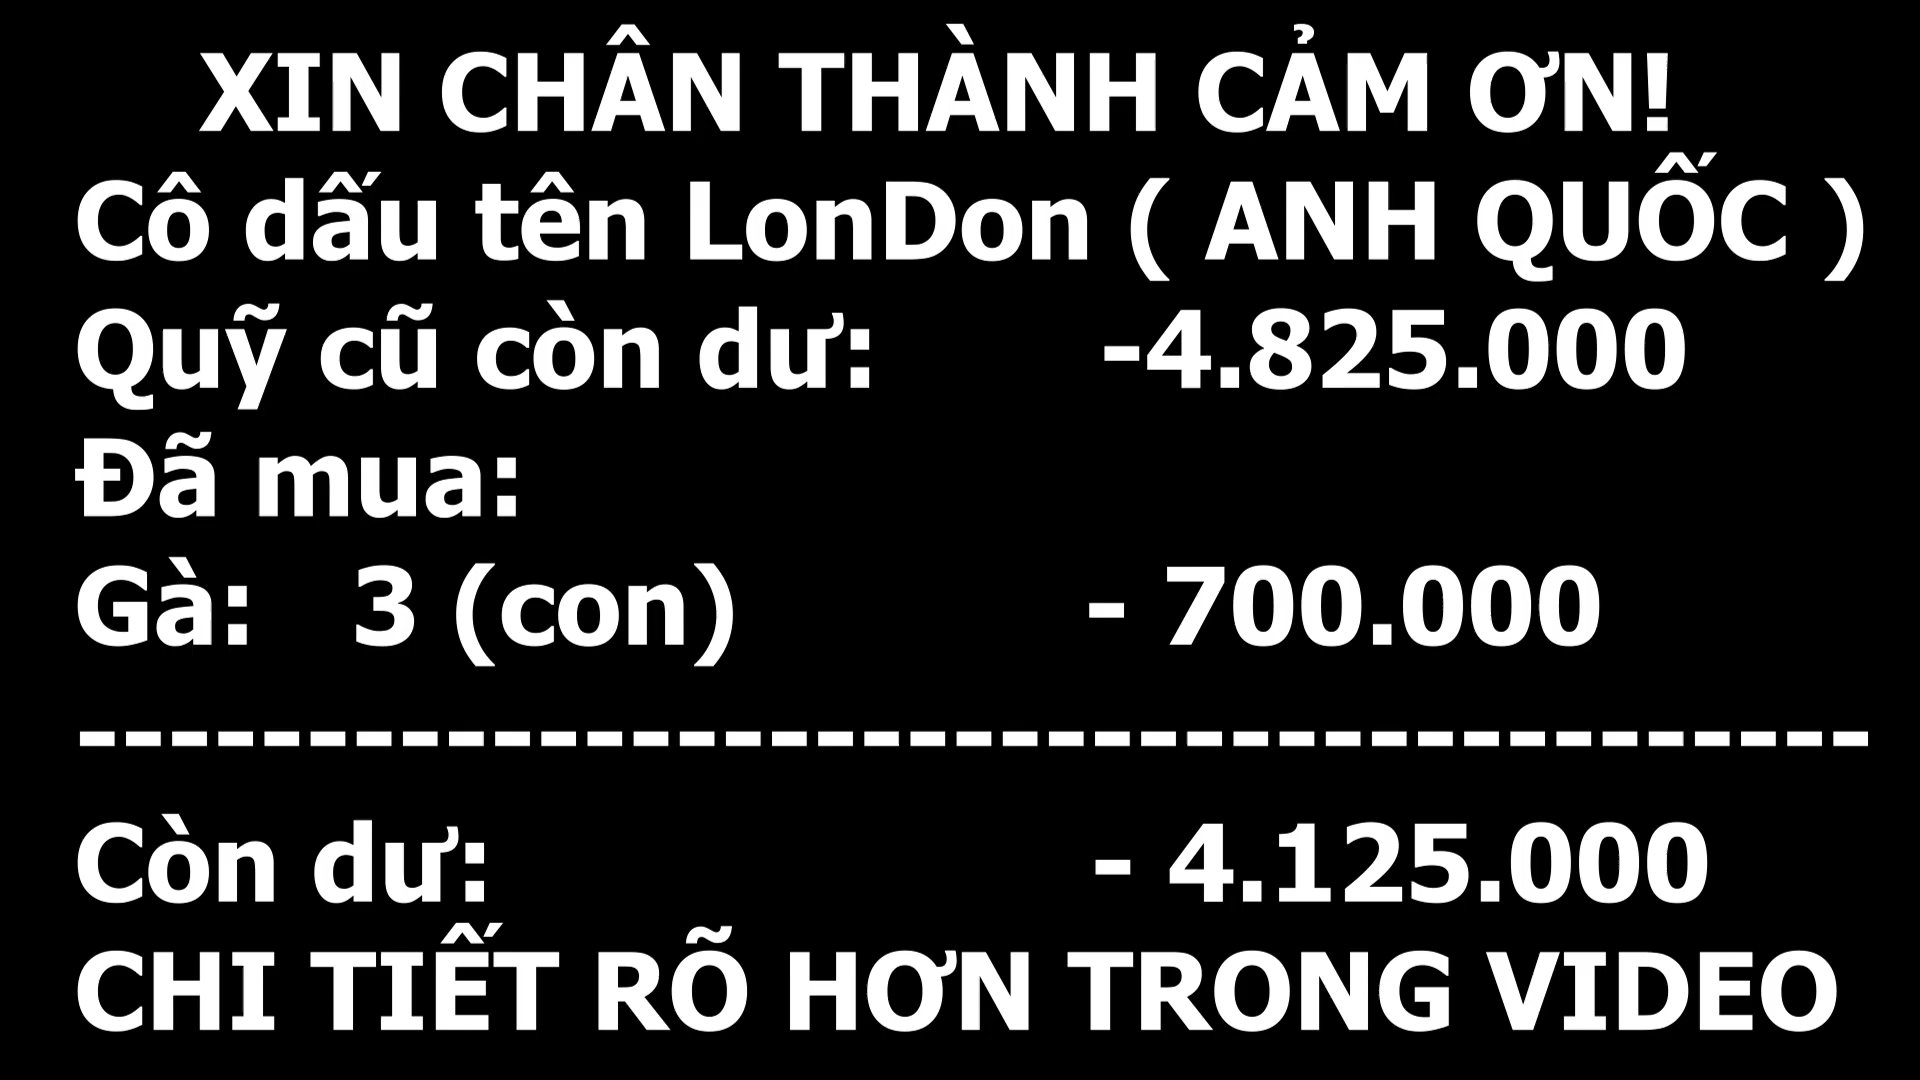 XIN CHÂN THÀNH CẢM ƠN!
Cô dấu tên LonDon ( ANH QUỐC )
Quỹ cũ còn dư: -4.825.000
Đã mua:
Gà: 3 (con) - 700.000
---------------------------------------
Còn dư: - 4.125.000
CHI TIẾT RÕ HƠN TRONG VIDEO